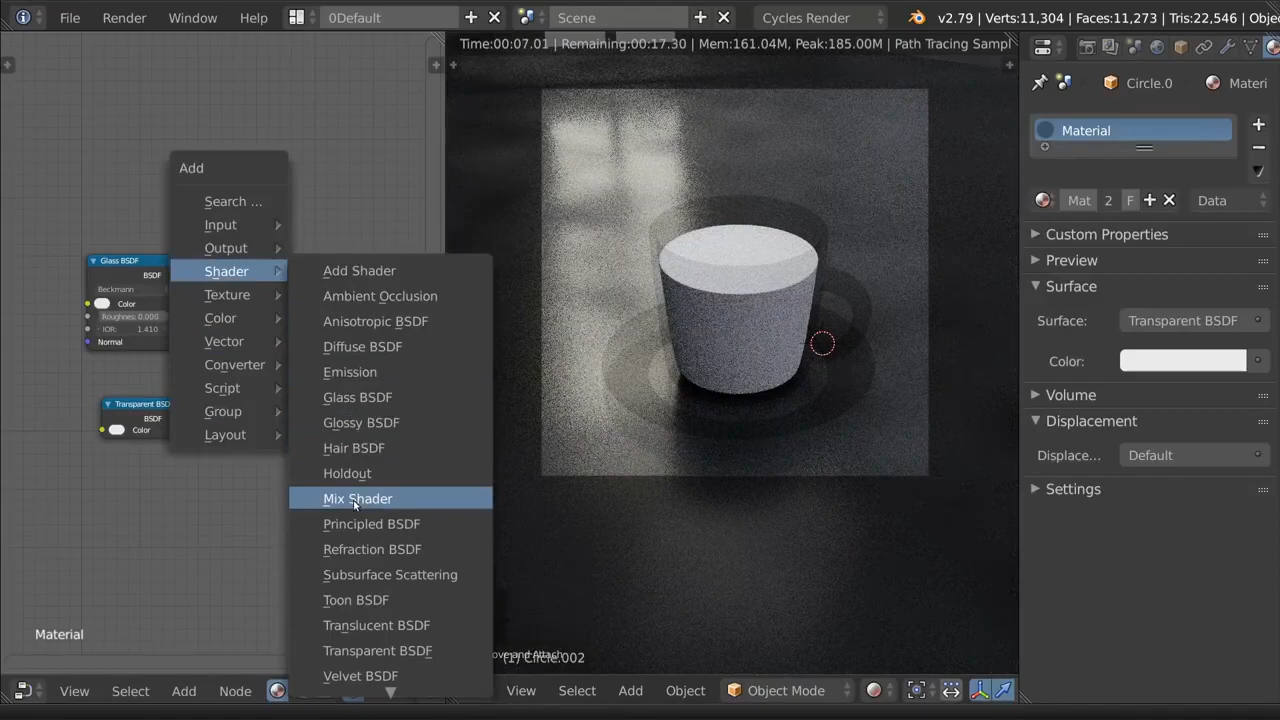 File Render Window Help 0Default Scene Cycles Render v2.79 | Verts:11,304 | Faces:11,273 | Tris:22,546 | Obje
Time:00:07.01 | Remaining:00:17.30 | Mem:161.04M, Peak:185.00M | Path Tracing Sampl
Circle.0 Materi
Material
Mat 2 F Data
Custom Properties
Preview
Surface
Surface: Transparent BSDF
Color:
Volume
Displacement
Displace... Default
Settings
Add
Search ...
Input
Output
Shader
Texture
Color
Vector
Converter
Script
Group
Layout
Add Shader
Ambient Occlusion
Anisotropic BSDF
Diffuse BSDF
Emission
Glass BSDF
Glossy BSDF
Hair BSDF
Holdout
Mix Shader
Principled BSDF
Refraction BSDF
Subsurface Scattering
Toon BSDF
Translucent BSDF
Transparent BSDF
Velvet BSDF
Glass BSDF
BSDF
Beckmann
Color
Roughness: 0.000
IOR: 1.410
Normal
Transparent BSD
BSDF
Color
Material
(1) Circle.002
View Select Add Node
View Select Add Object Object Mode